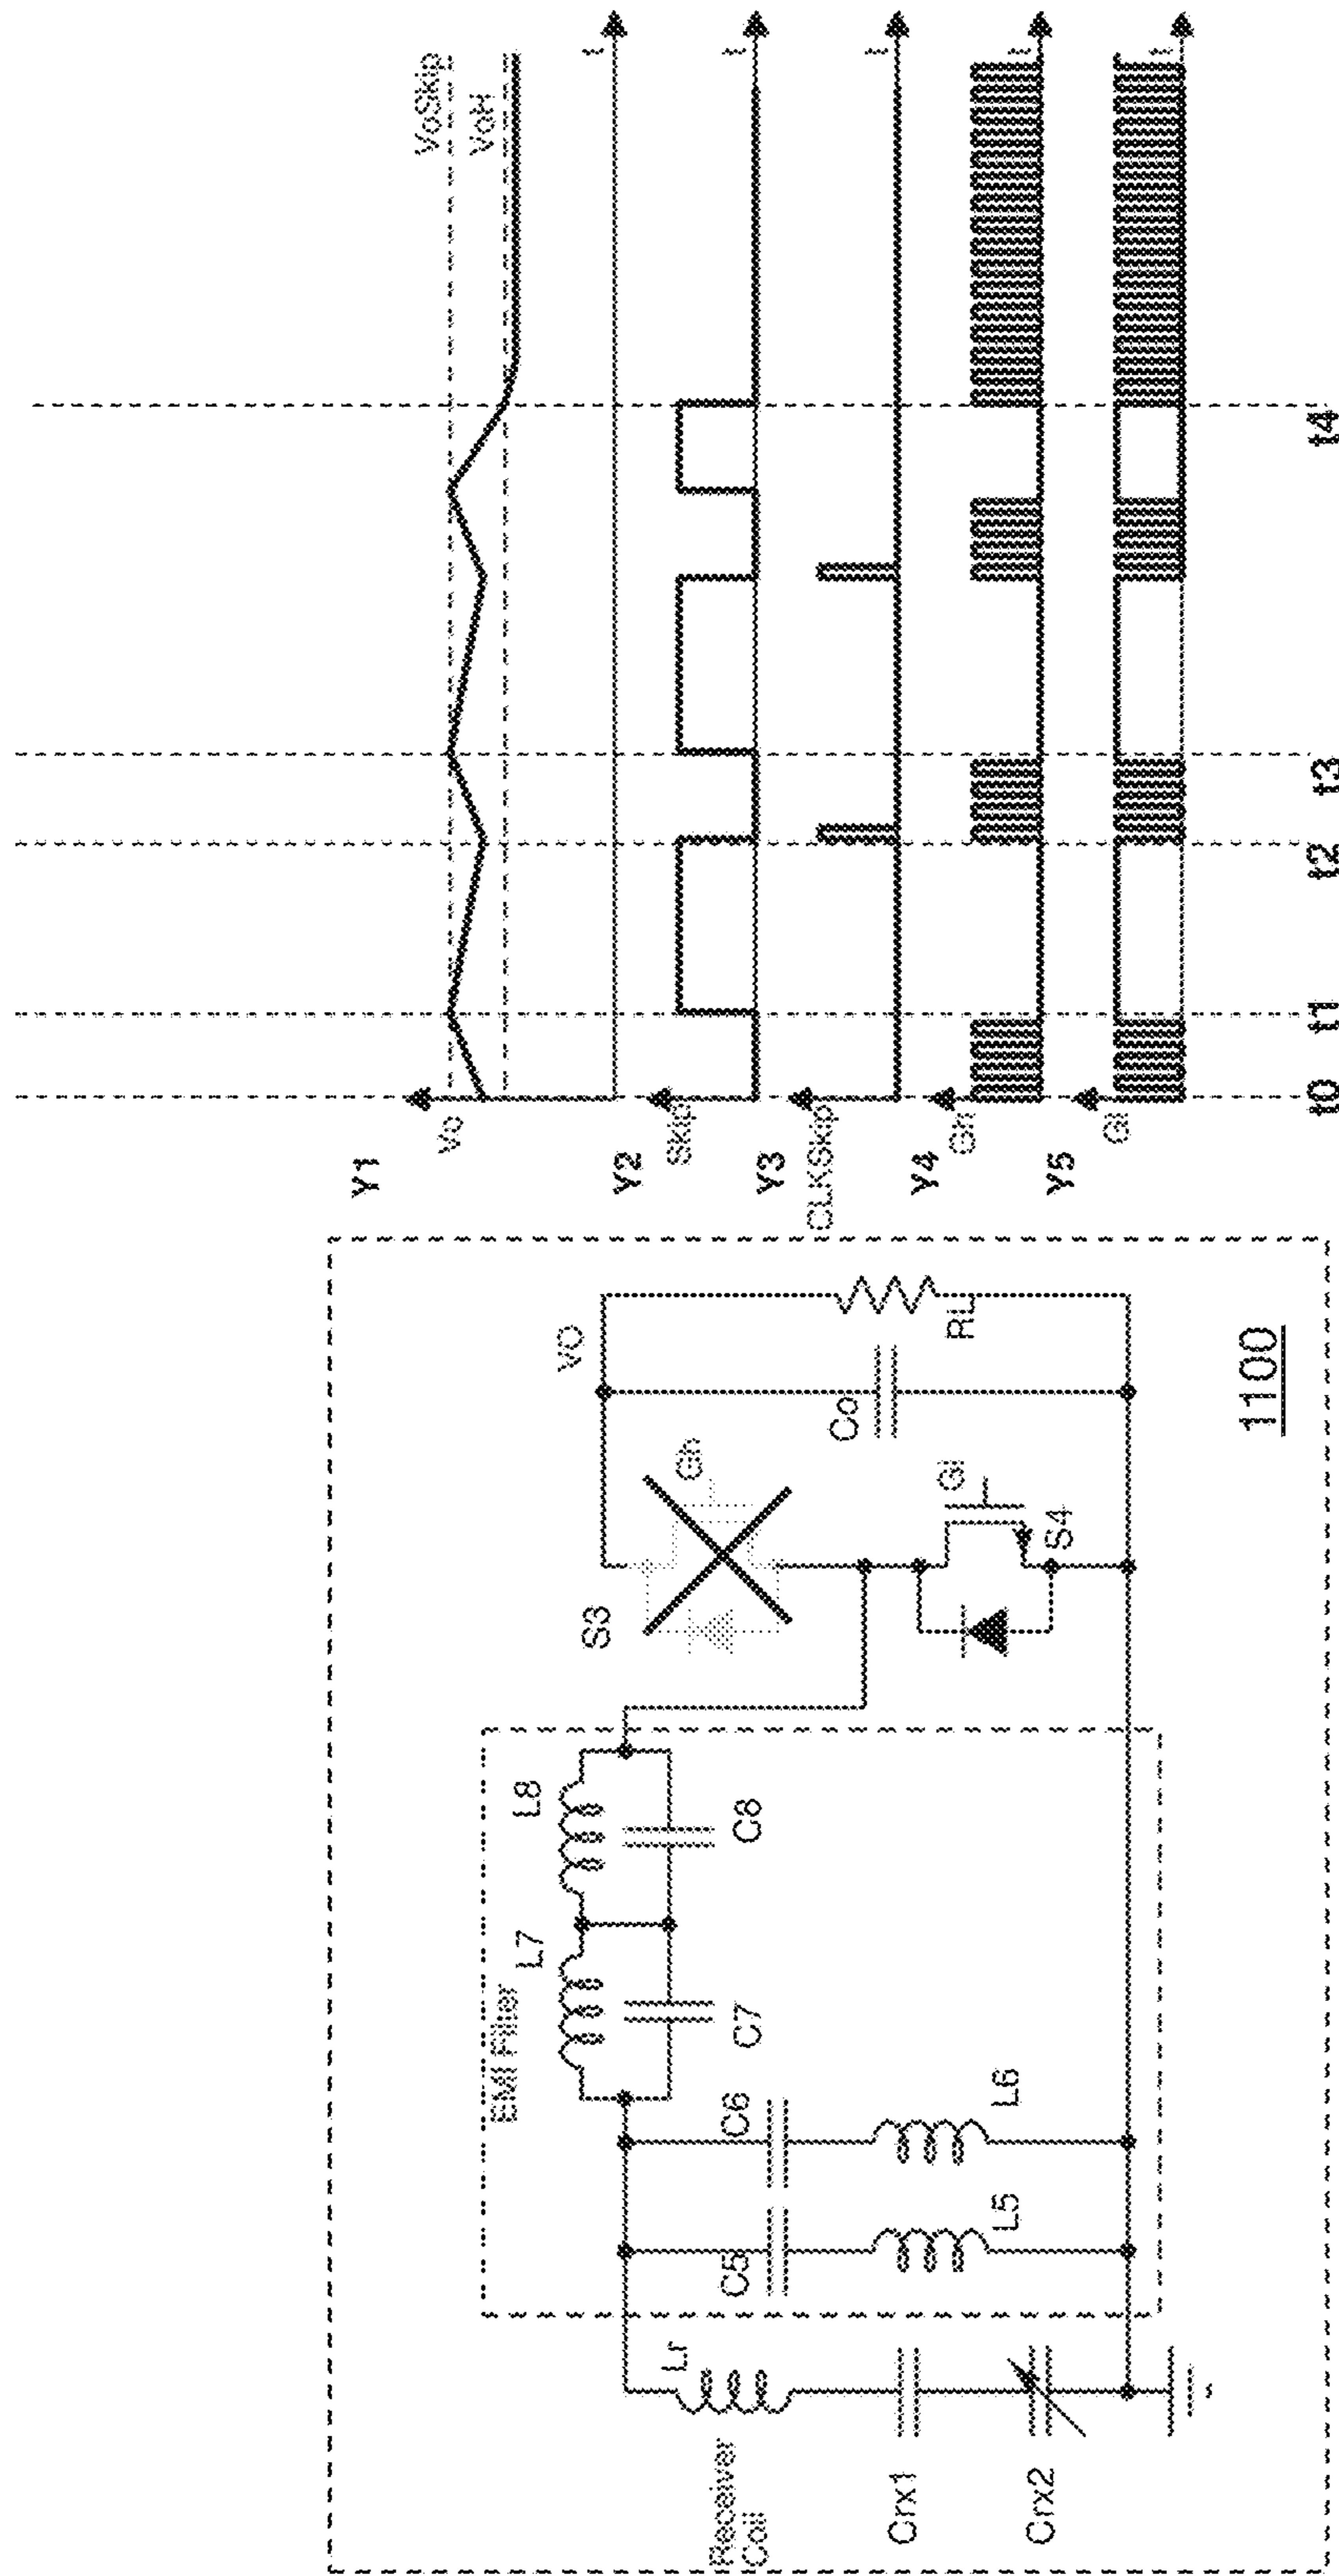 Receiver
Coil
Lr
Crx1
Crx2
EMI Filter
C5
L5
C6
L6
L7
C7
L8
C8
S3
Gh
Gl
S4
VO
Co
RL
1100
Y1
Vo
VoSkip
VoH
t
Y2
Skip
t
Y3
CLKSkip
t
Y4
Gh
t
Y5
Gl
t
t0
t1
t2
t3
t4